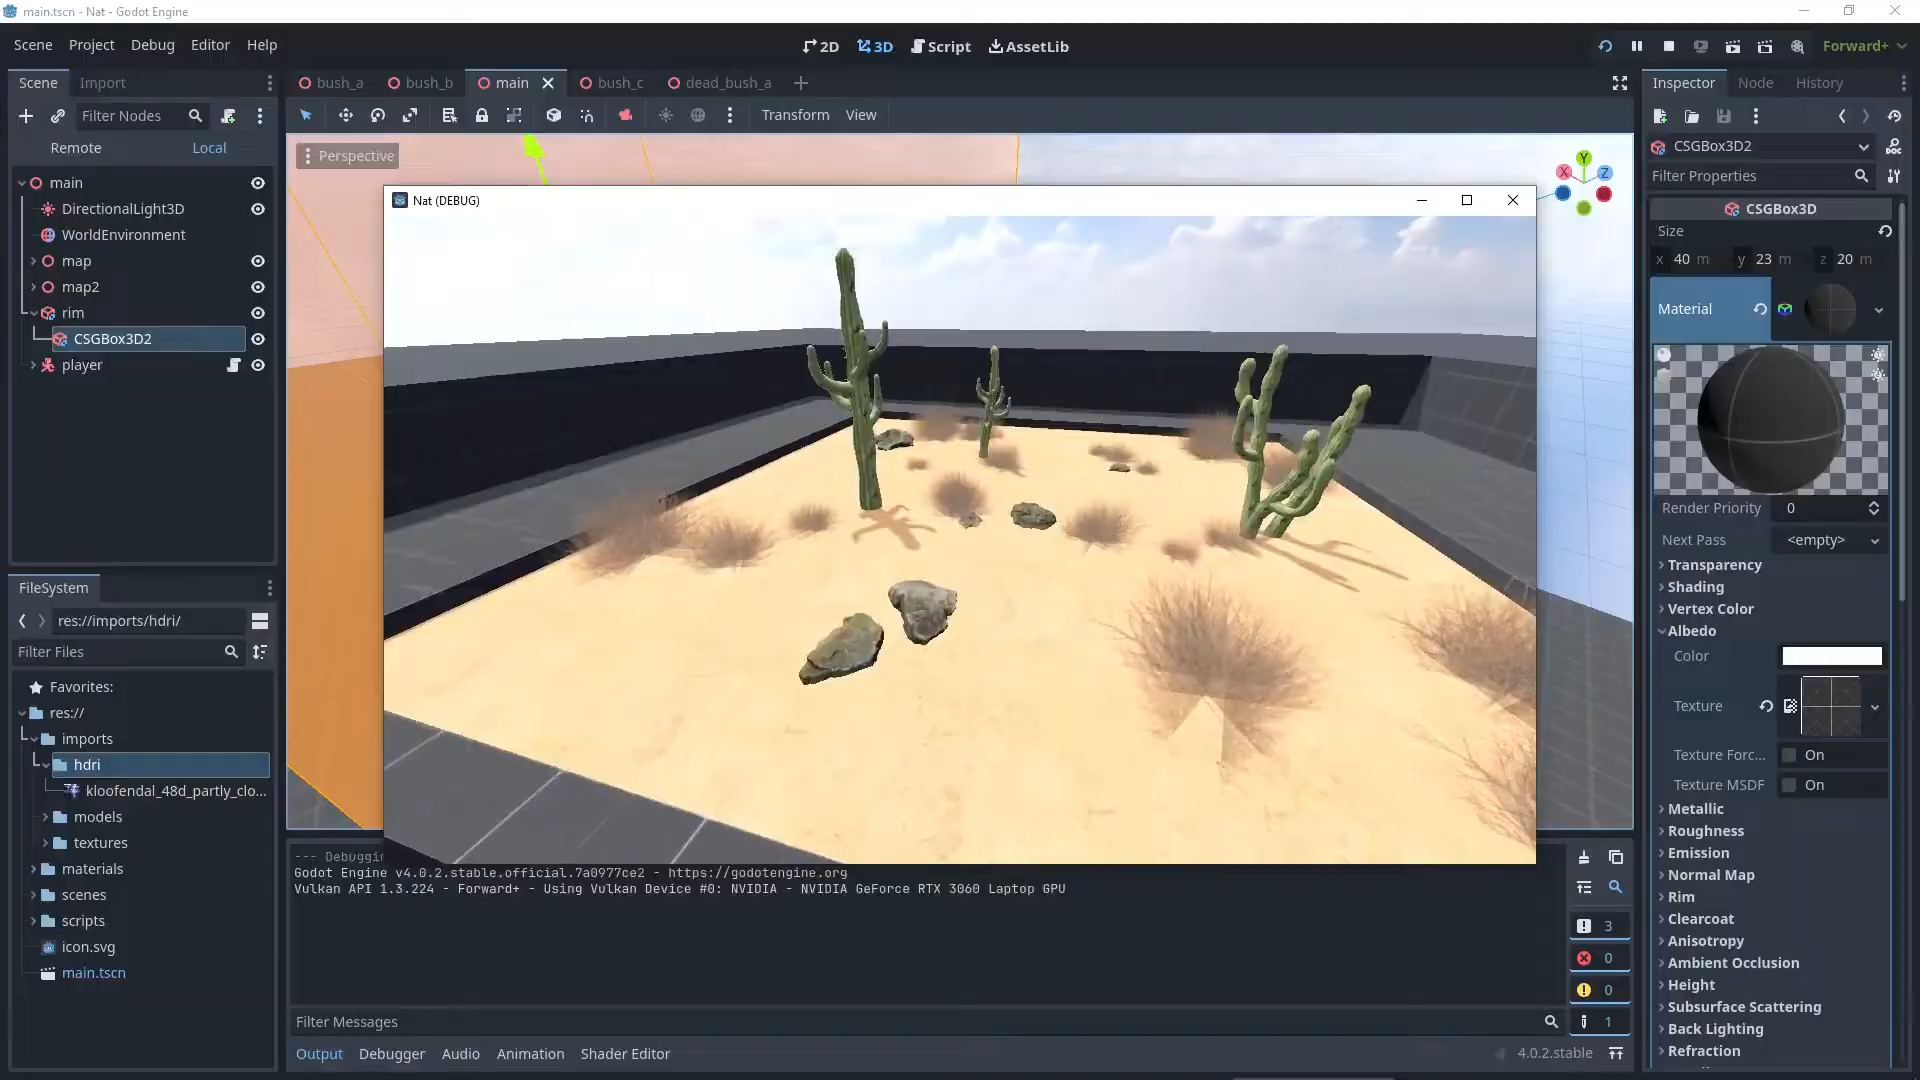 main.tscn - Nat - Godot Engine
Scene Project Debug Editor Help
2D 3D Script AssetLib
Forward+
Scene Import
bush_a bush_b main bush_c dead_bush_a
Inspector Node History
Filter Nodes
Transform View
Remote Local
Perspective
Y
X
Z
main
DirectionalLight3D
WorldEnvironment
map
map2
rim
CSGBox3D2
player
FileSystem
res://imports/hdri/
Filter Files
Favorites:
res://
imports
hdri
kloofendal_48d_partly_clo...
models
textures
materials
scenes
scripts
icon.svg
main.tscn
Nat (DEBUG)
--- Debuggin
Godot Engine v4.0.2.stable.official.7a0977ce2 - https://godotengine.org
Vulkan API 1.3.224 - Forward+ - Using Vulkan Device #0: NVIDIA - NVIDIA GeForce RTX 3060 Laptop GPU
3
0
0
1
Filter Messages
Output Debugger Audio Animation Shader Editor
4.0.2.stable
CSGBox3D2
DOC
Filter Properties
CSGBox3D
Size
x 40 m y 23 m z 20 m
Material
Render Priority 0
Next Pass <empty>
Transparency
Shading
Vertex Color
Albedo
Color
Texture
Texture Forc... On
Texture MSDF On
Metallic
Roughness
Emission
Normal Map
Rim
Clearcoat
Anisotropy
Ambient Occlusion
Height
Subsurface Scattering
Back Lighting
Refraction